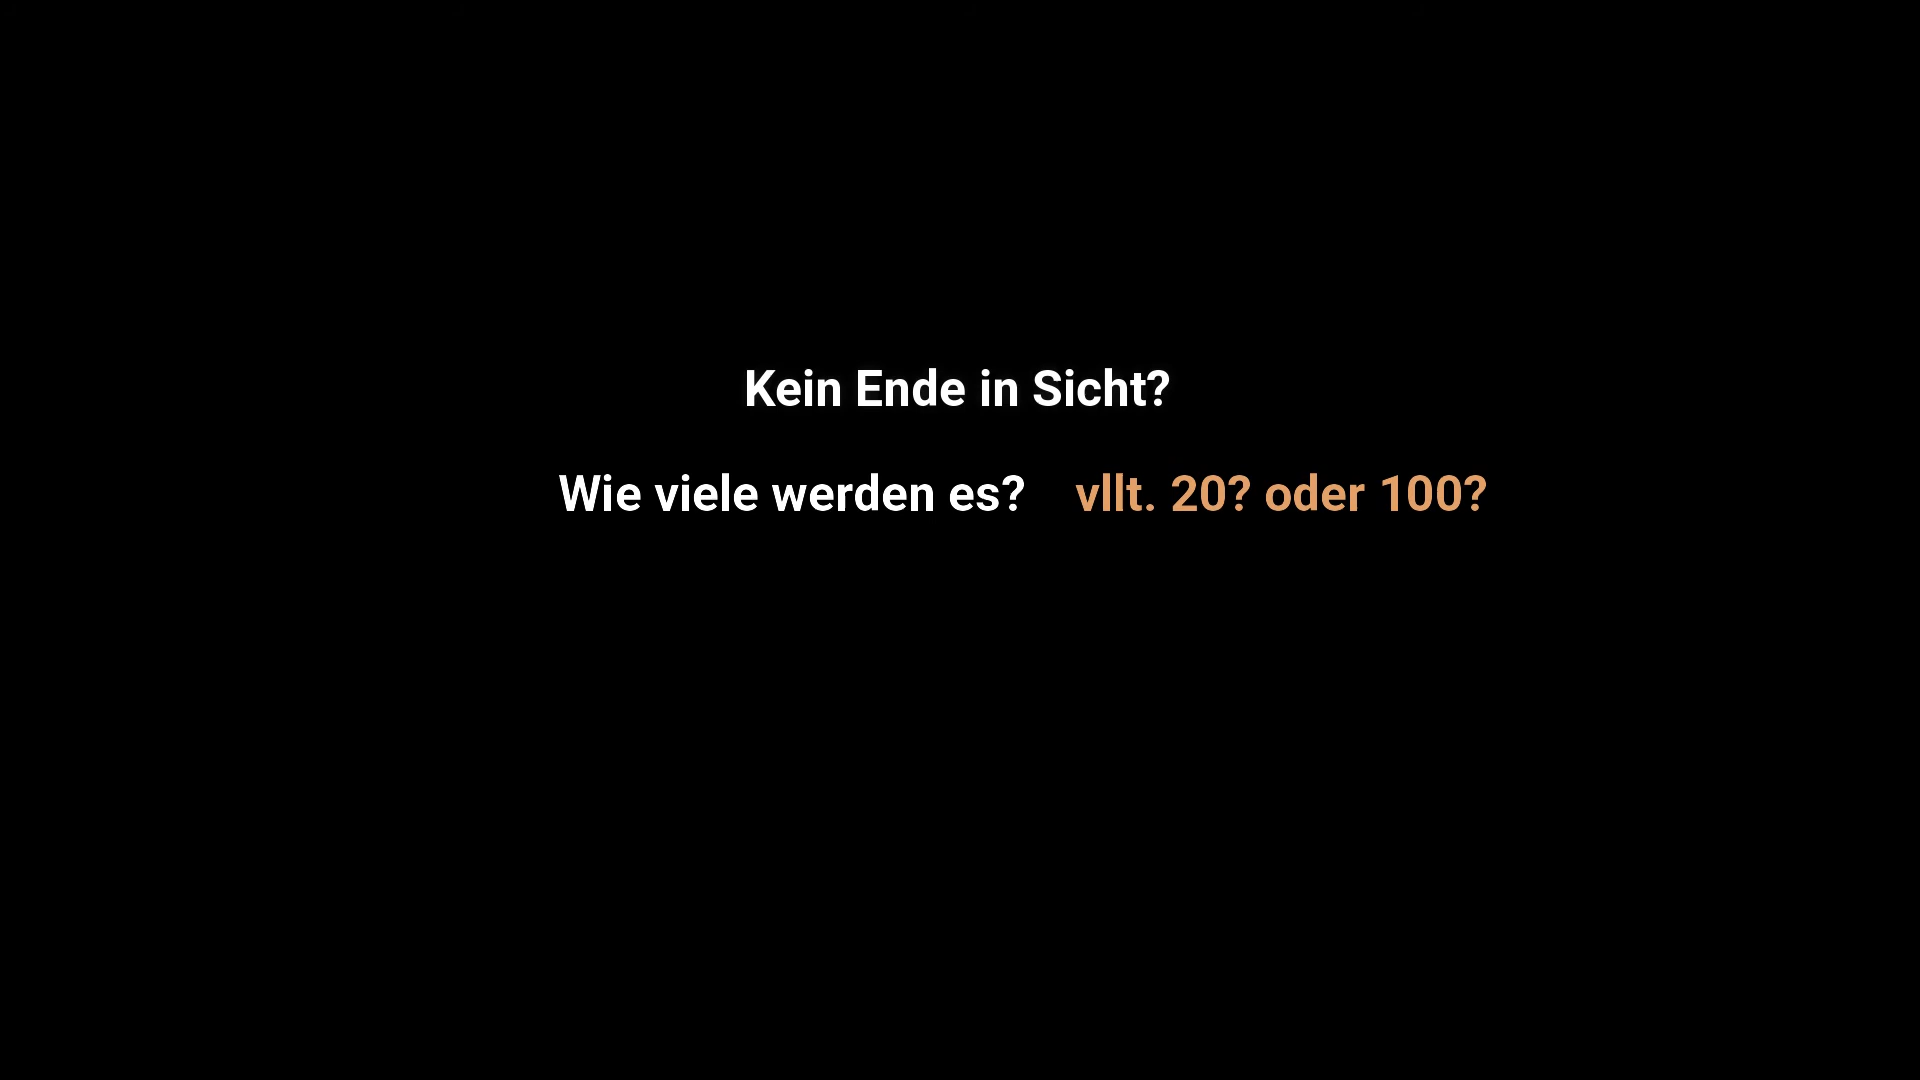 Kein Ende in Sicht?
Wie viele werden es? vllt. 20? oder 100?